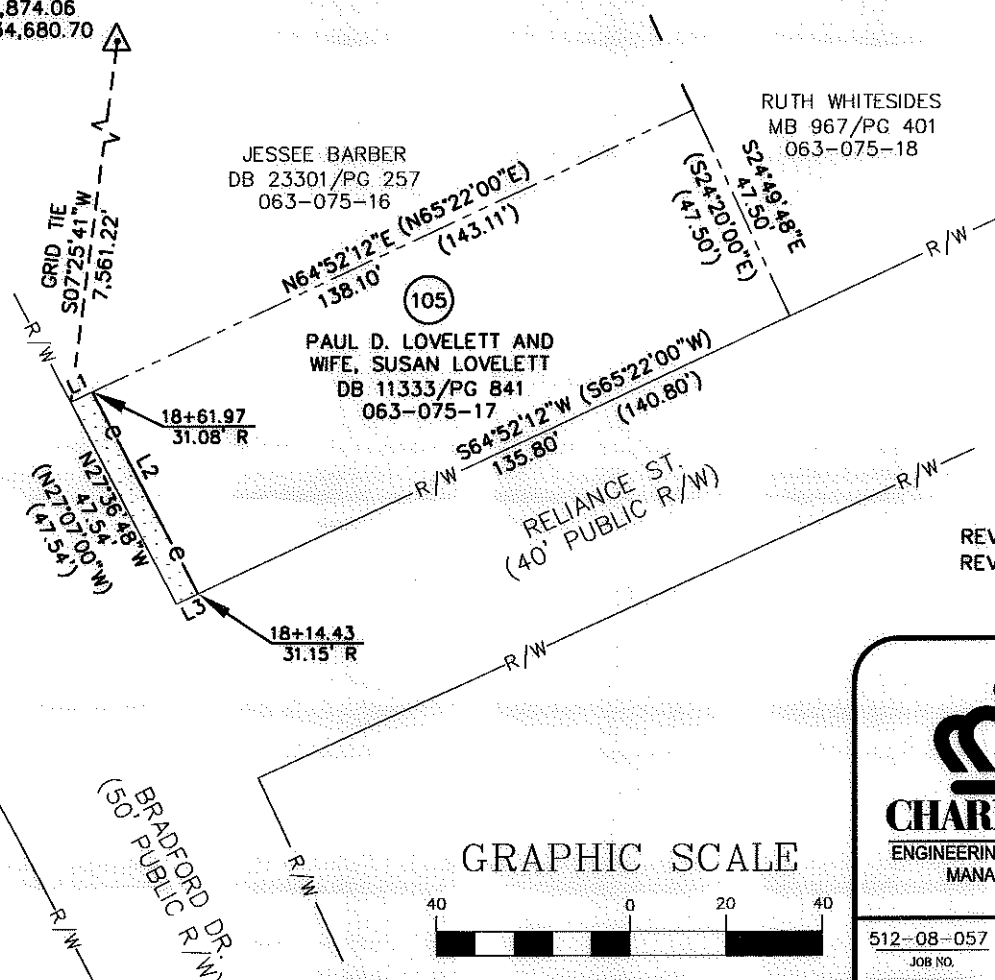 ,874.06
4,680.70
GRID TIE
S07°25'41"W
7,561.22'
JESSEE BARBER
DB 23301/PG 257
063-075-16
RUTH WHITESIDES
MB 967/PG 401
063-075-18
S24°49'48"E
47.50'
(S24°20'00"E)
(47.50')
N64°52'12"E (N65°22'00"E)
138.10'
(143.11')
105
PAUL D. LOVELETT AND
WIFE, SUSAN LOVELETT
DB 11333/PG 841
063-075-17
R/W
R/W
L1
18+61.97
31.08' R
e
L2
e
N27°36'48"W
47.54'
(N27°07'00"W)
(47.54')
L3
18+14.43
31.15' R
S64°52'12"W (S65°22'00"W)
135.80'
(140.80')
R/W
RELIANCE ST.
(40' PUBLIC R/W)
R/W
R/W
REV
REV
BRADFORD DR.
(50' PUBLIC R/W)
R/W
R/W
GRAPHIC SCALE
40 0 20 40
CHAR
ENGINEERIN
MANA
512-08-057
JOB NO.